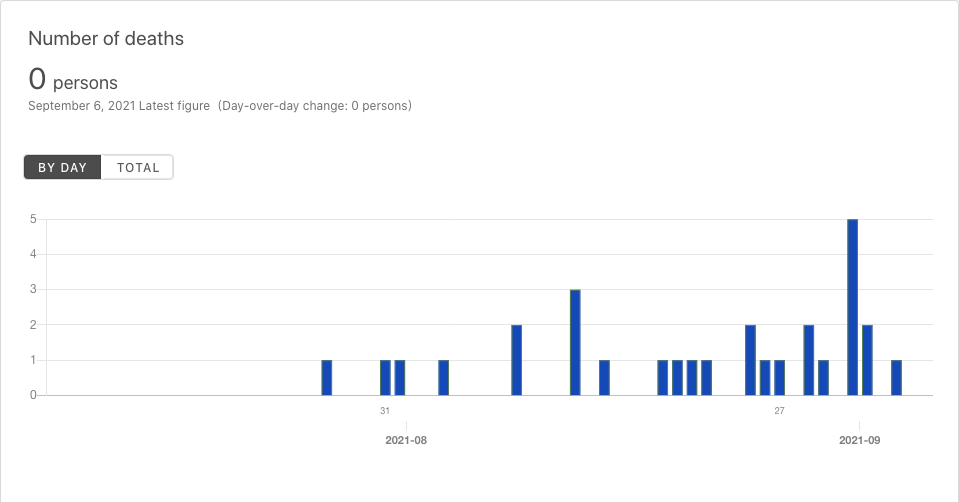 Number of deaths
0 persons
September 6, 2021 Latest figure (Day-over-day change: 0 persons)
BY DAY TOTAL
5
4
3
2
1
0
31 27
2021-08 2021-09